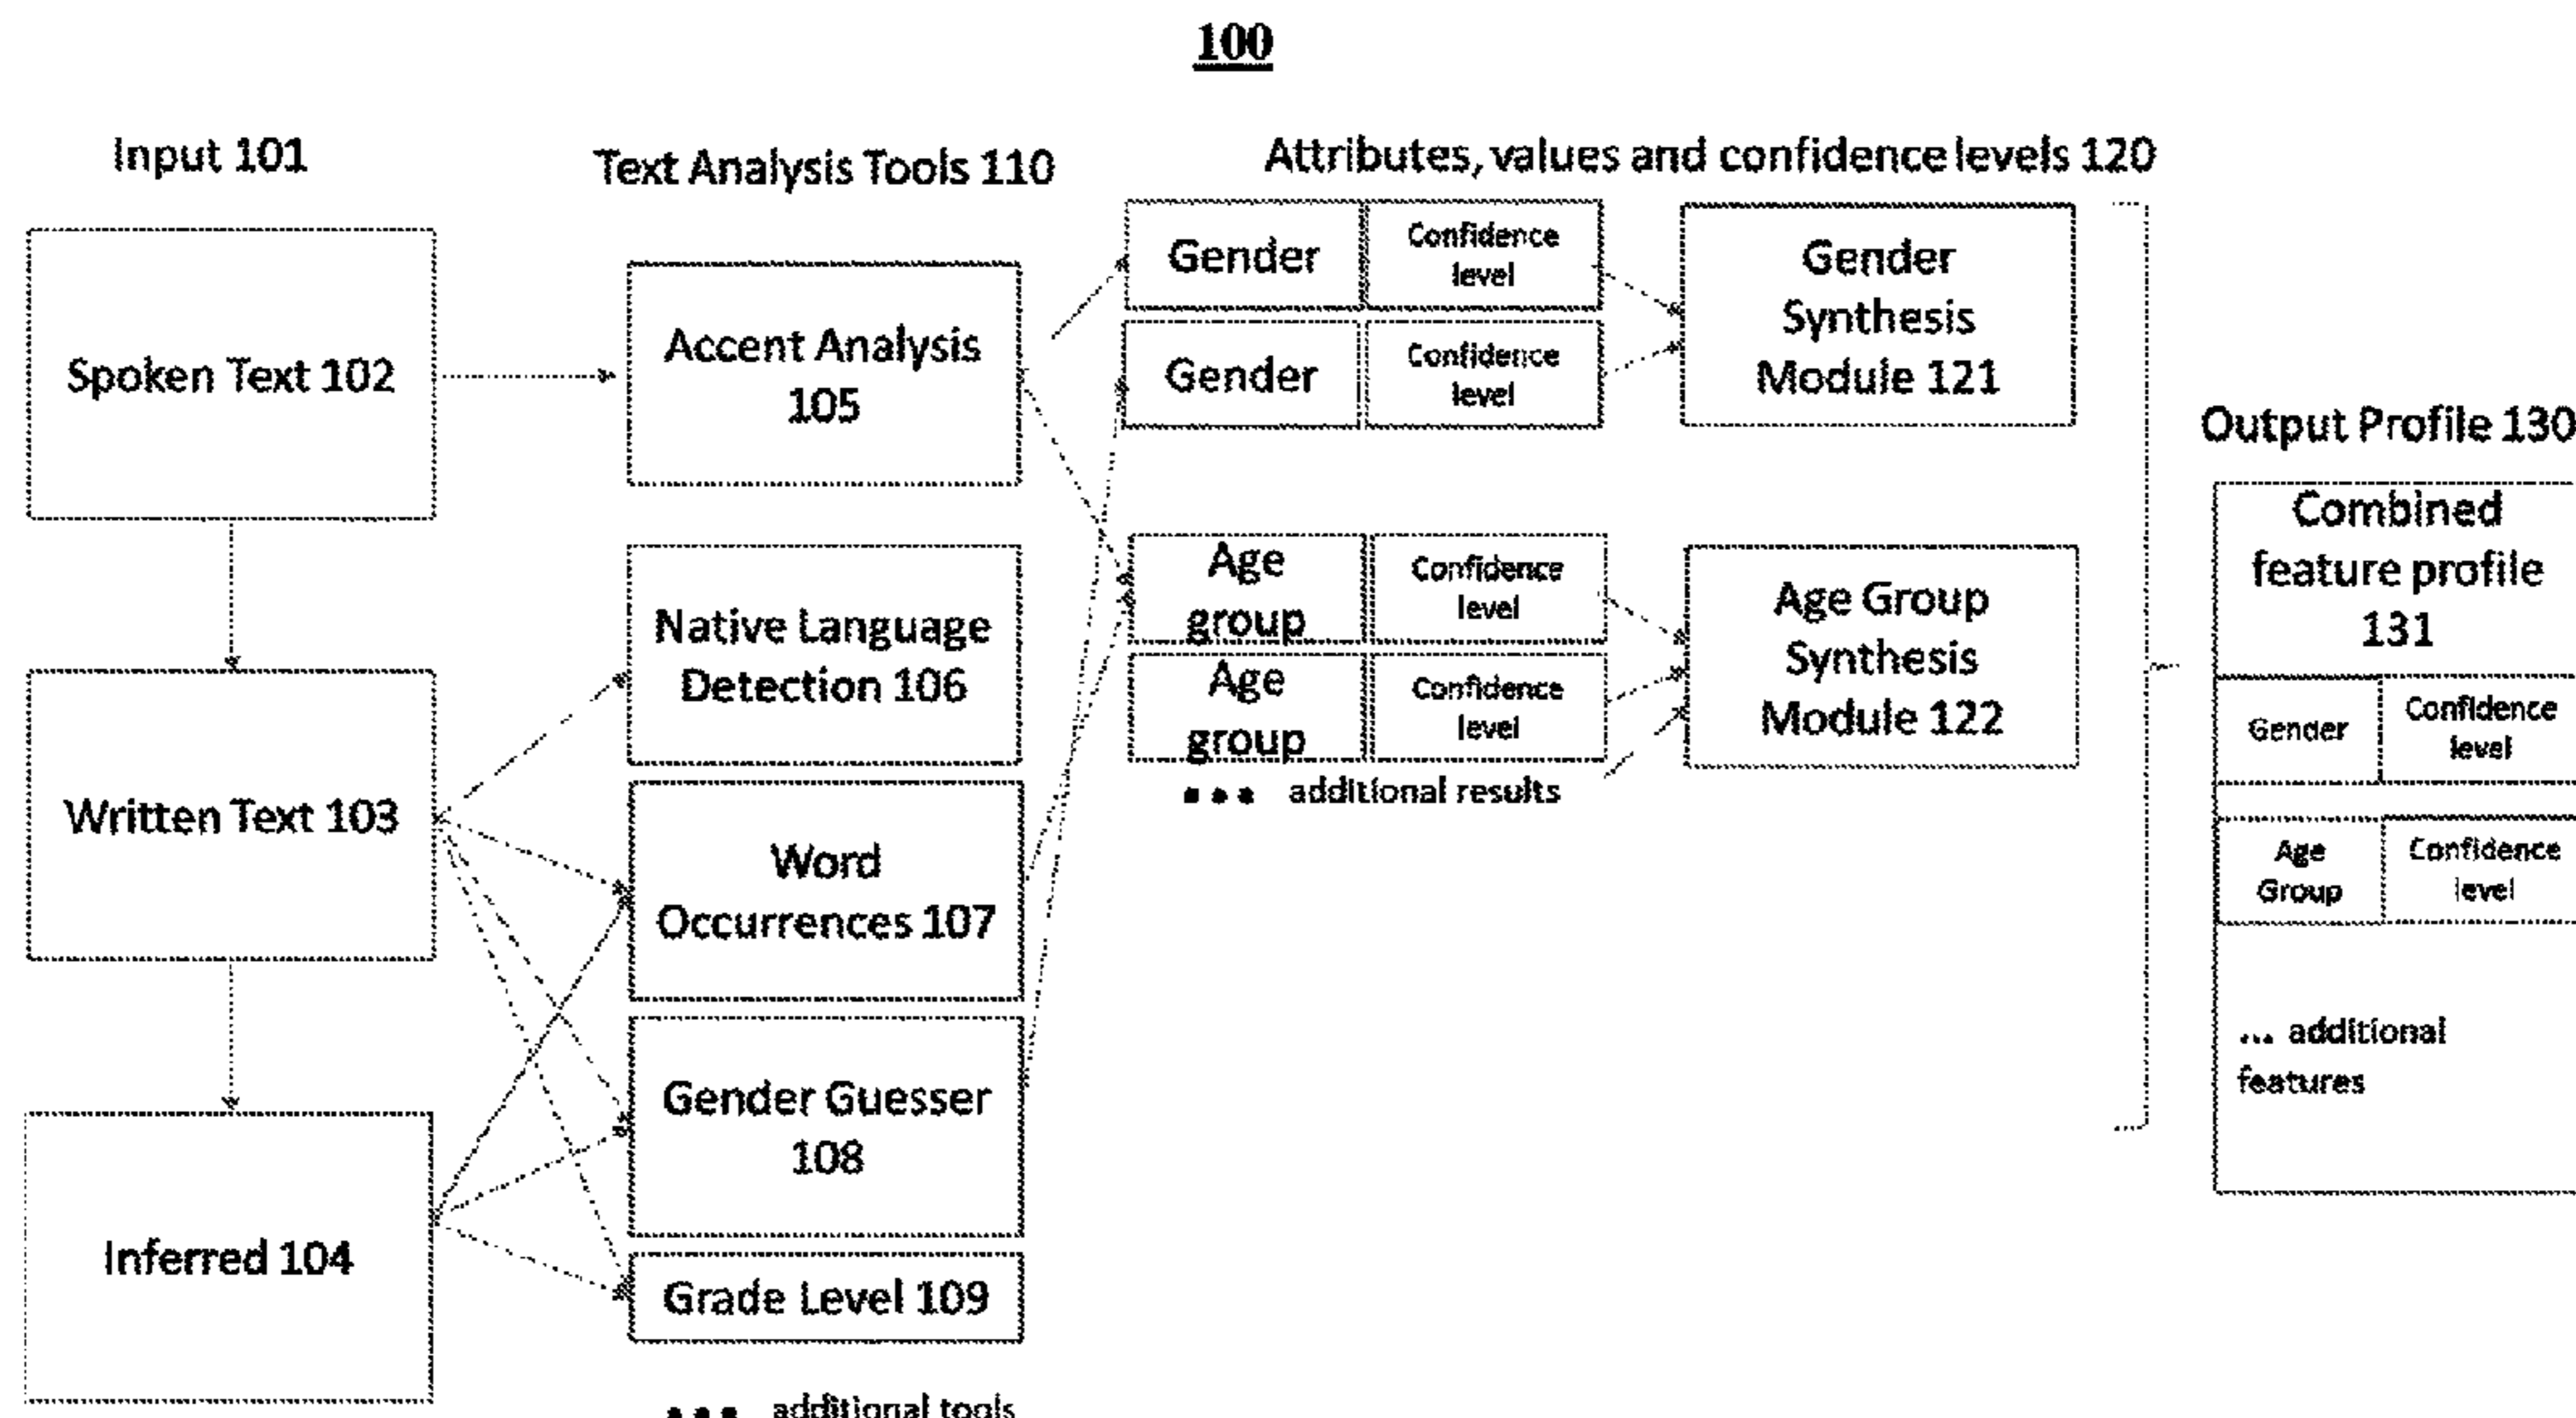 100
Input 101
Spoken Text 102
Written Text 103
Inferred 104
Text Analysis Tools 110
Accent Analysis
105
Native Language
Detection 106
Word
Occurrences 107
Gender Guesser
108
Grade Level 109
••• additional tools
Attributes, values and confidence levels 120
Gender
Confidence
level
Gender
Confidence
level
Gender
Synthesis
Module 121
Age
group
Confidence
level
Age
group
Confidence
level
••• additional results
Age Group
Synthesis
Module 122
Output Profile 130
Combined
feature profile
131
Gender
Confidence
level
Age
Group
Confidence
level
... additional
features